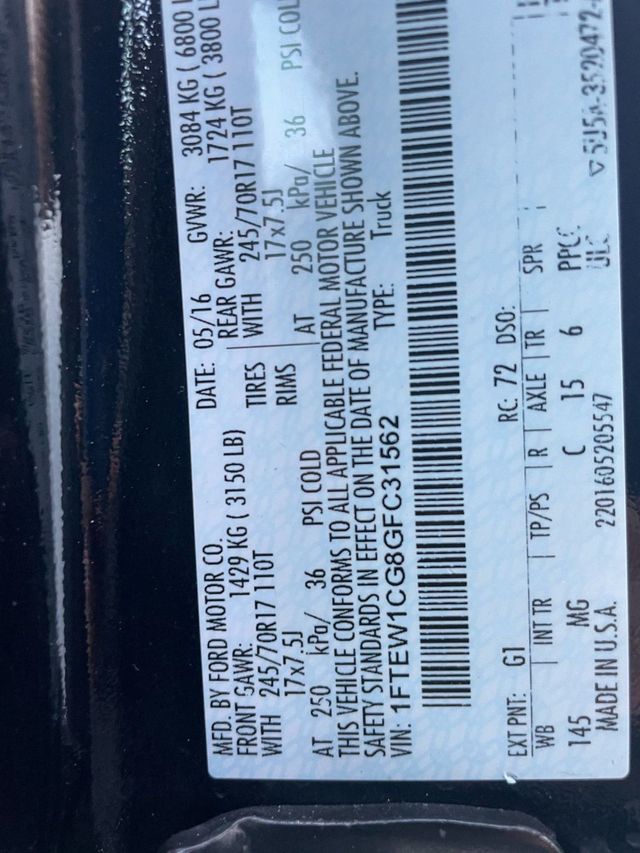 MFD. BY FORD MOTOR CO. DATE: 05/16 GVWR: 3084 KG ( 6800 L
FRONT GAWR: 1429 KG ( 3150 LB) REAR GAWR: 1724 KG ( 3800 L
WITH 245/70R17 110T TIRES WITH 245/70R17 110T
17x7.5J RIMS 17x7.5J
AT 250 kPa/ 36 PSI COLD AT 250 kPa/ 36 PSI COL
THIS VEHICLE CONFORMS TO ALL APPLICABLE FEDERAL MOTOR VEHICLE
SAFETY STANDARDS IN EFFECT ON THE DATE OF MANUFACTURE SHOWN ABOVE.
VIN: 1FTEW1CG8GFC31562 TYPE: Truck
EXT PNT: G1 RC: 72 DSO:
WB | INT TR | TP/PS | R | AXLE | TR | SPR
145 MG C 15 6 PPCC
MADE IN U.S.A. 2201605205547